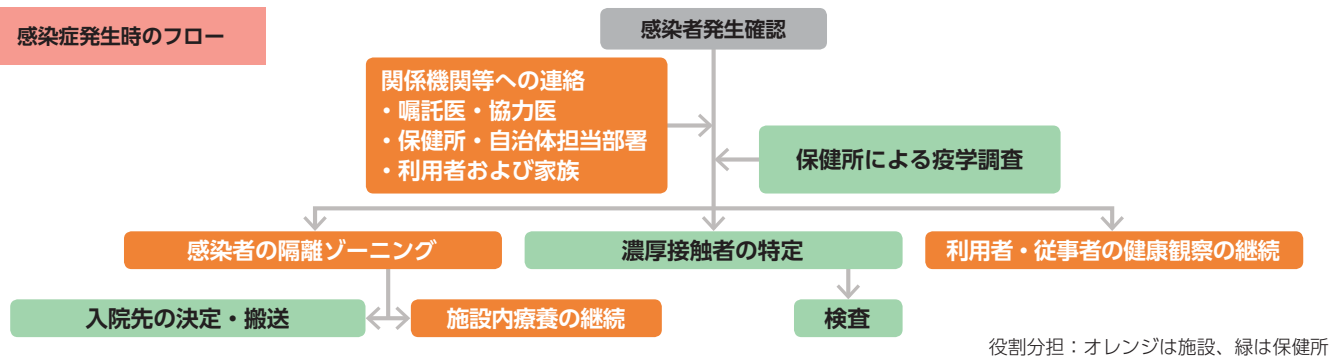 感染症発生時のフロー
感染者発生確認
関係機関等への連絡
・嘱託医・協力医
・保健所・自治体担当部署
・利用者および家族
保健所による疫学調査
感染者の隔離ゾーニング
濃厚接触者の特定
利用者・従事者の健康観察の継続
入院先の決定・搬送
施設内療養の継続
検査
役割分担：オレンジは施設、緑は保健所